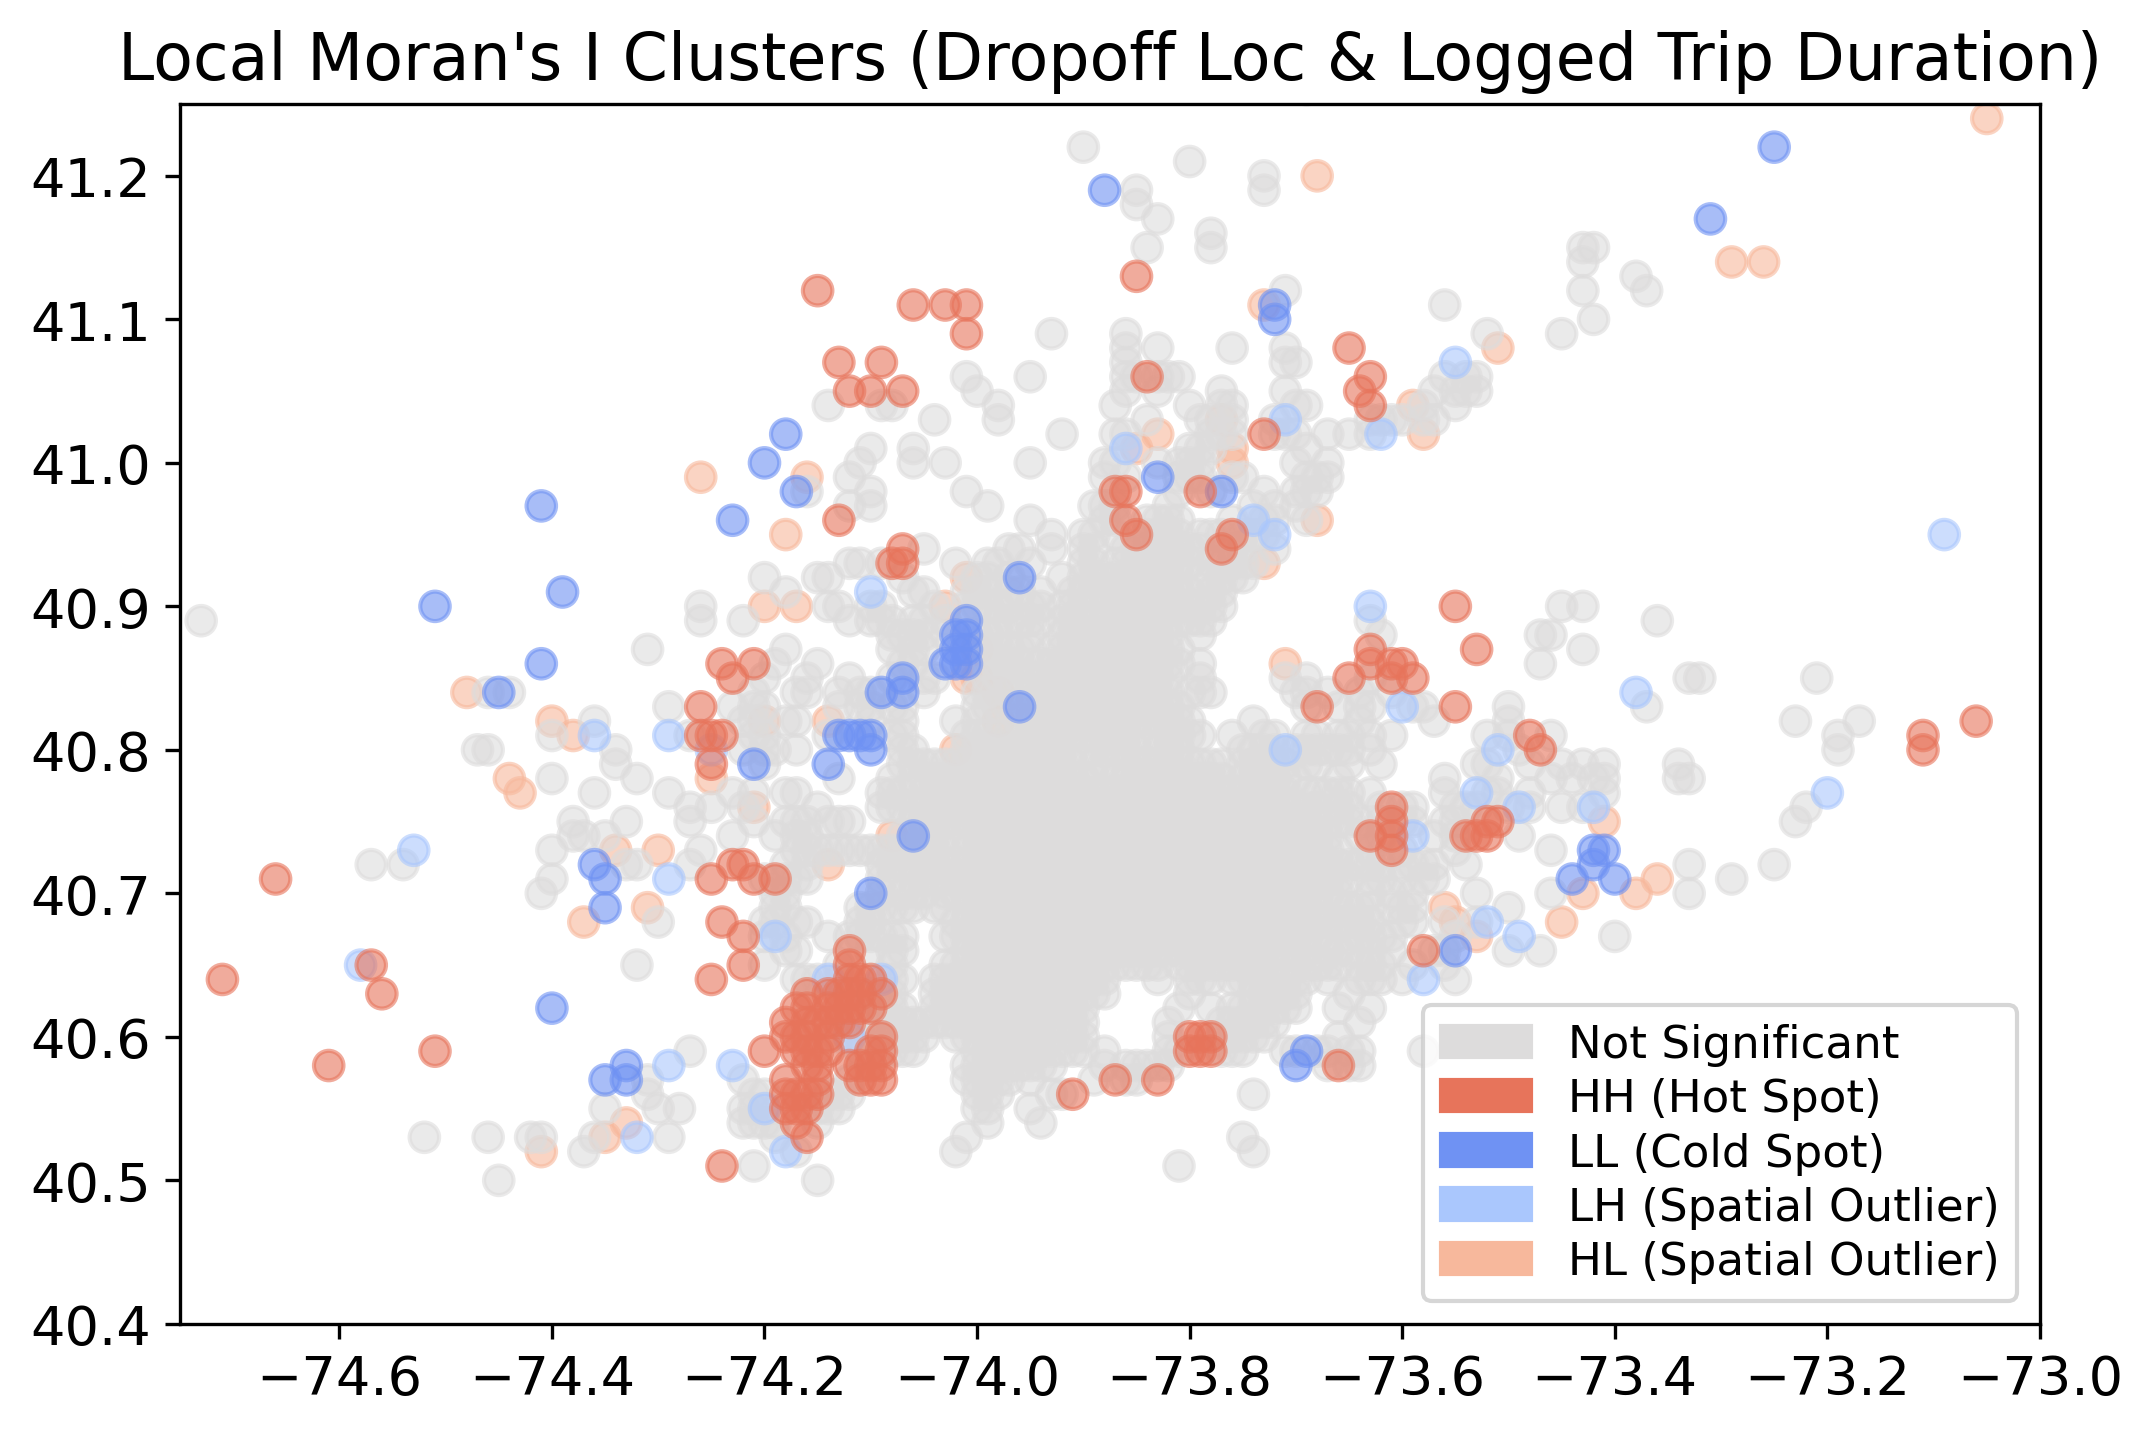 Local Moran's I Clusters (Dropoff Loc & Logged Trip Duration)
41.2
41.1
41.0
40.9
40.8
40.7
40.6
40.5
40.4
Not Significant
HH (Hot Spot)
LL (Cold Spot)
LH (Spatial Outlier)
HL (Spatial Outlier)
−74.6 −74.4 −74.2 −74.0 −73.8 −73.6 −73.4 −73.2 −73.0